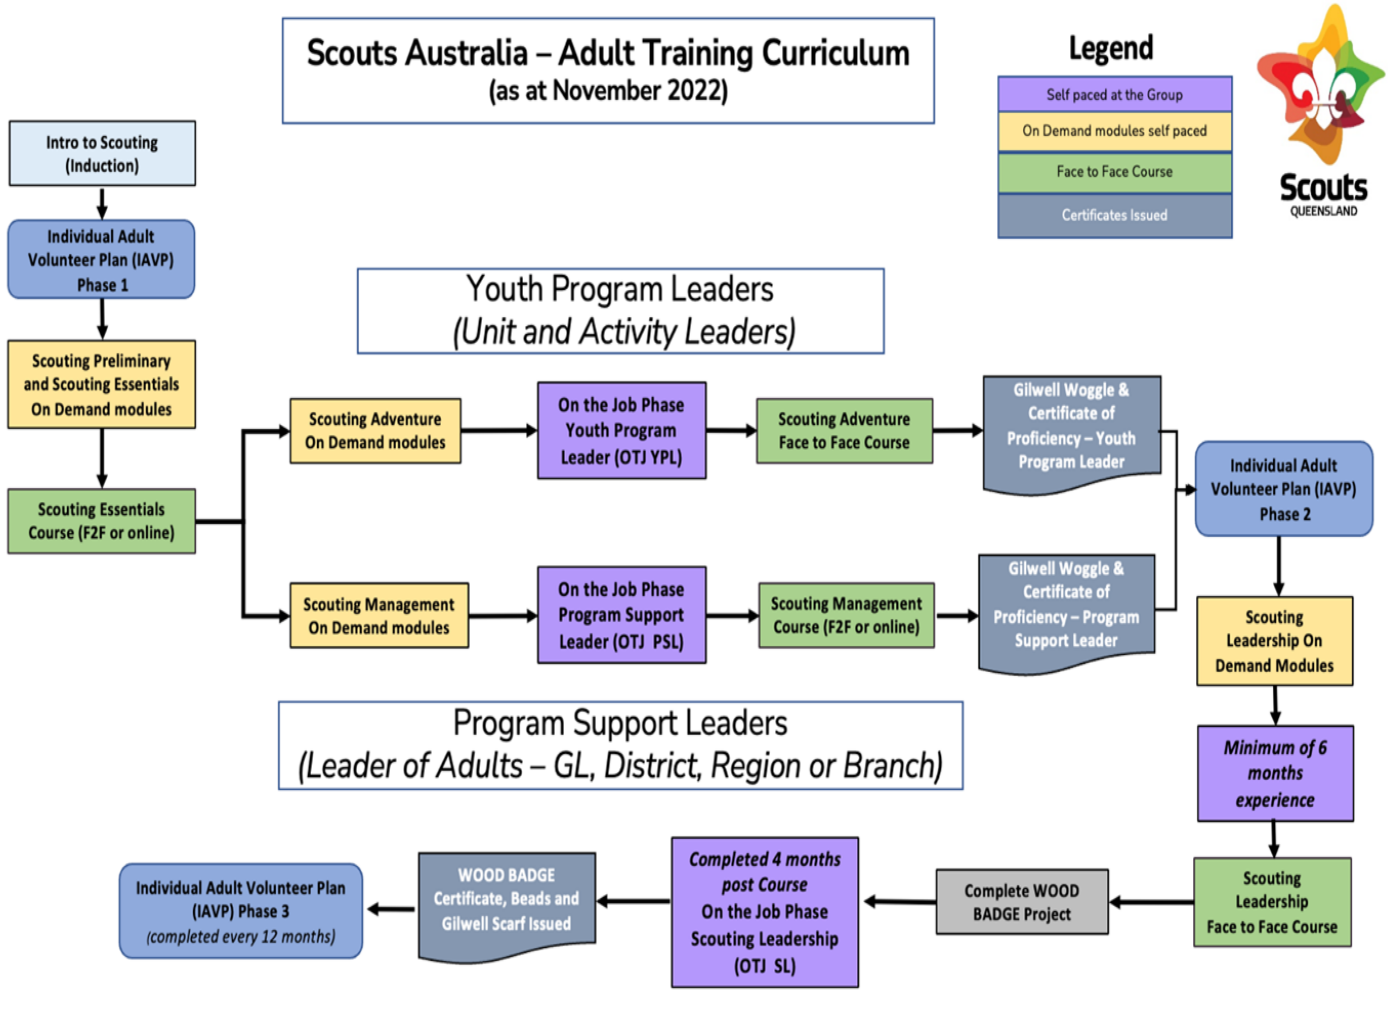 Scouts Australia – Adult Training Curriculum
(as at November 2022)
Legend
Self paced at the Group
On Demand modules self paced
Face to Face Course
Certificates Issued
Scouts
QUEENSLAND
Intro to Scouting
(Induction)
Individual Adult
Volunteer Plan (IAVP)
Phase 1
Scouting Preliminary
and Scouting Essentials
On Demand modules
Scouting Essentials
Course (F2F or online)
Youth Program Leaders
(Unit and Activity Leaders)
Scouting Adventure
On Demand modules
On the Job Phase
Youth Program
Leader (OTJ YPL)
Scouting Adventure
Face to Face Course
Gilwell Woggle &
Certificate of
Proficiency – Youth
Program Leader
Scouting Management
On Demand modules
On the Job Phase
Program Support
Leader (OTJ PSL)
Scouting Management
Course (F2F or online)
Gilwell Woggle &
Certificate of
Proficiency – Program
Support Leader
Program Support Leaders
(Leader of Adults – GL, District, Region or Branch)
Individual Adult
Volunteer Plan (IAVP)
Phase 2
Scouting
Leadership On
Demand Modules
Minimum of 6
months
experience
Scouting
Leadership
Face to Face Course
Complete WOOD
BADGE Project
Completed 4 months
post Course
On the Job Phase
Scouting Leadership
(OTJ SL)
WOOD BADGE
Certificate, Beads and
Gilwell Scarf Issued
Individual Adult Volunteer Plan
(IAVP) Phase 3
(completed every 12 months)